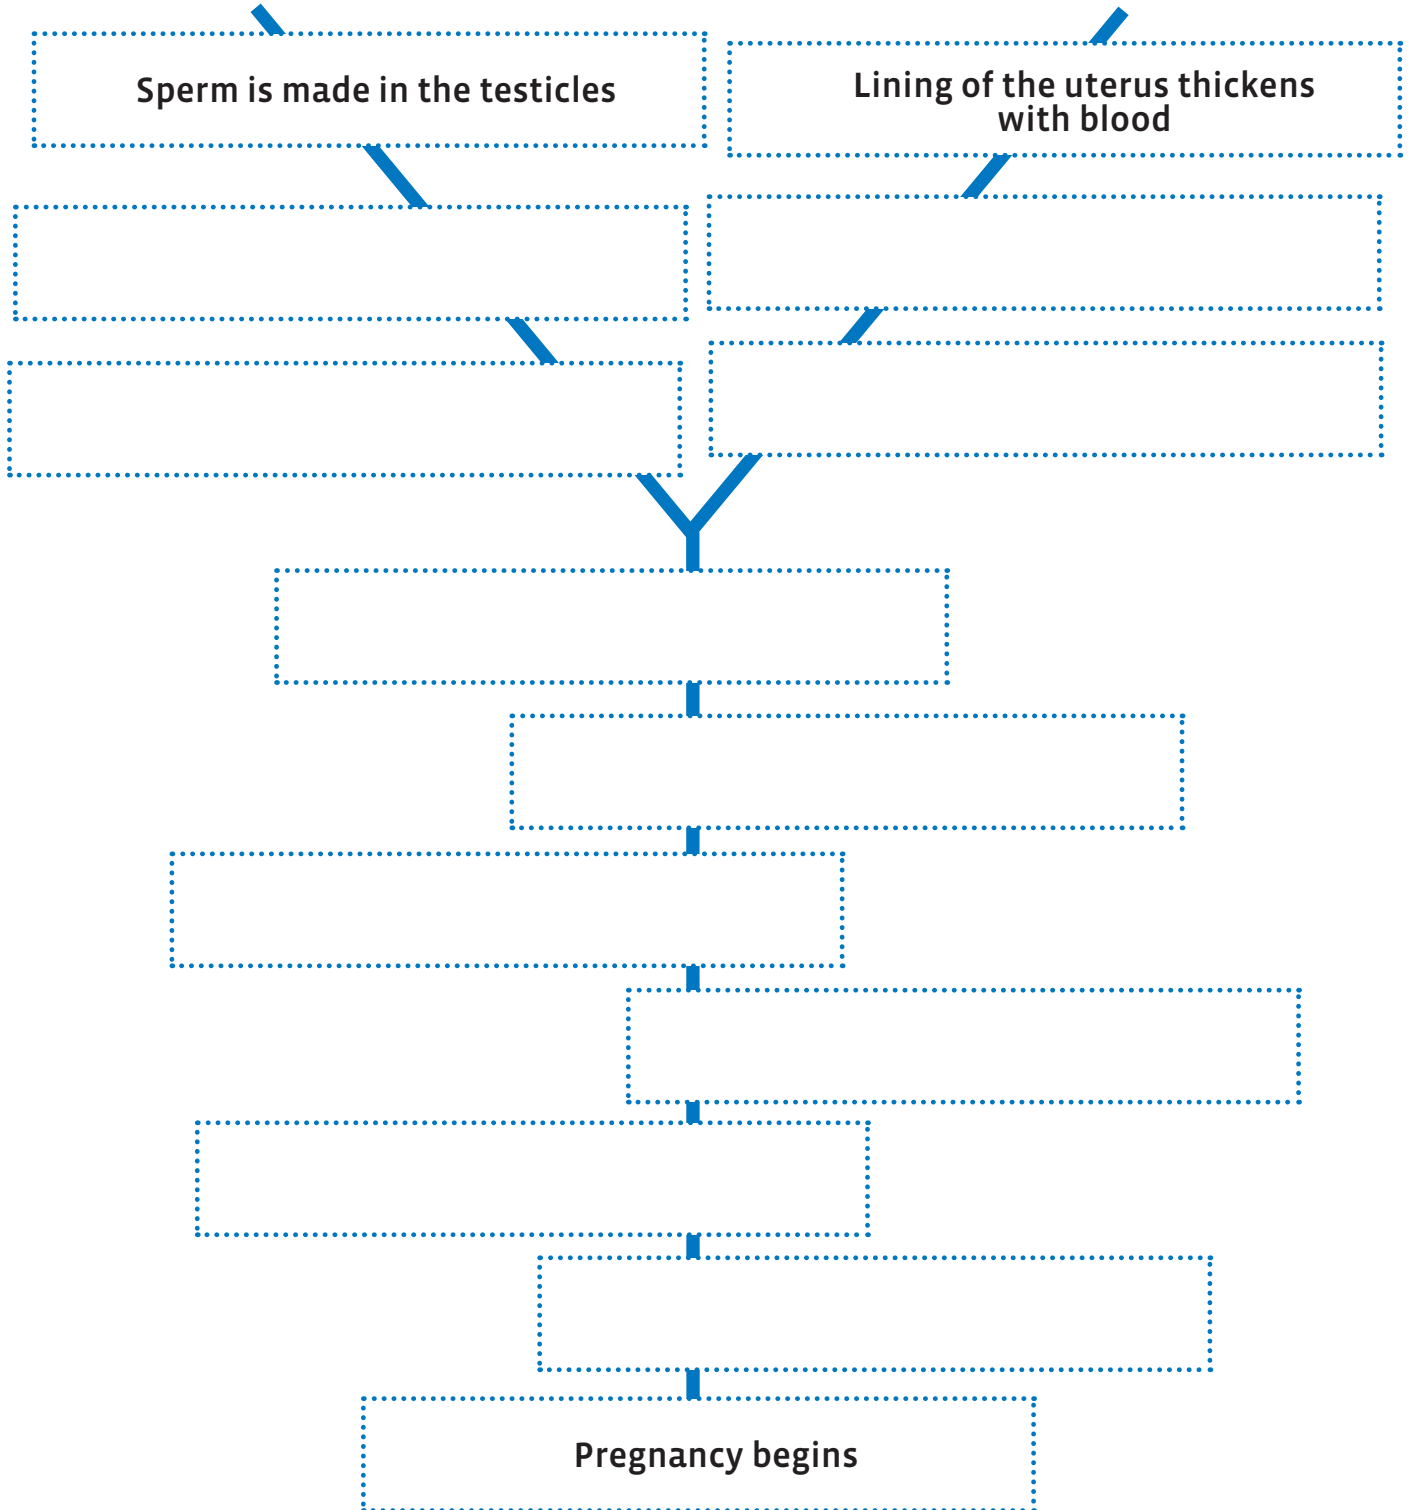 Sperm is made in the testicles
Lining of the uterus thickens
with blood
Pregnancy begins